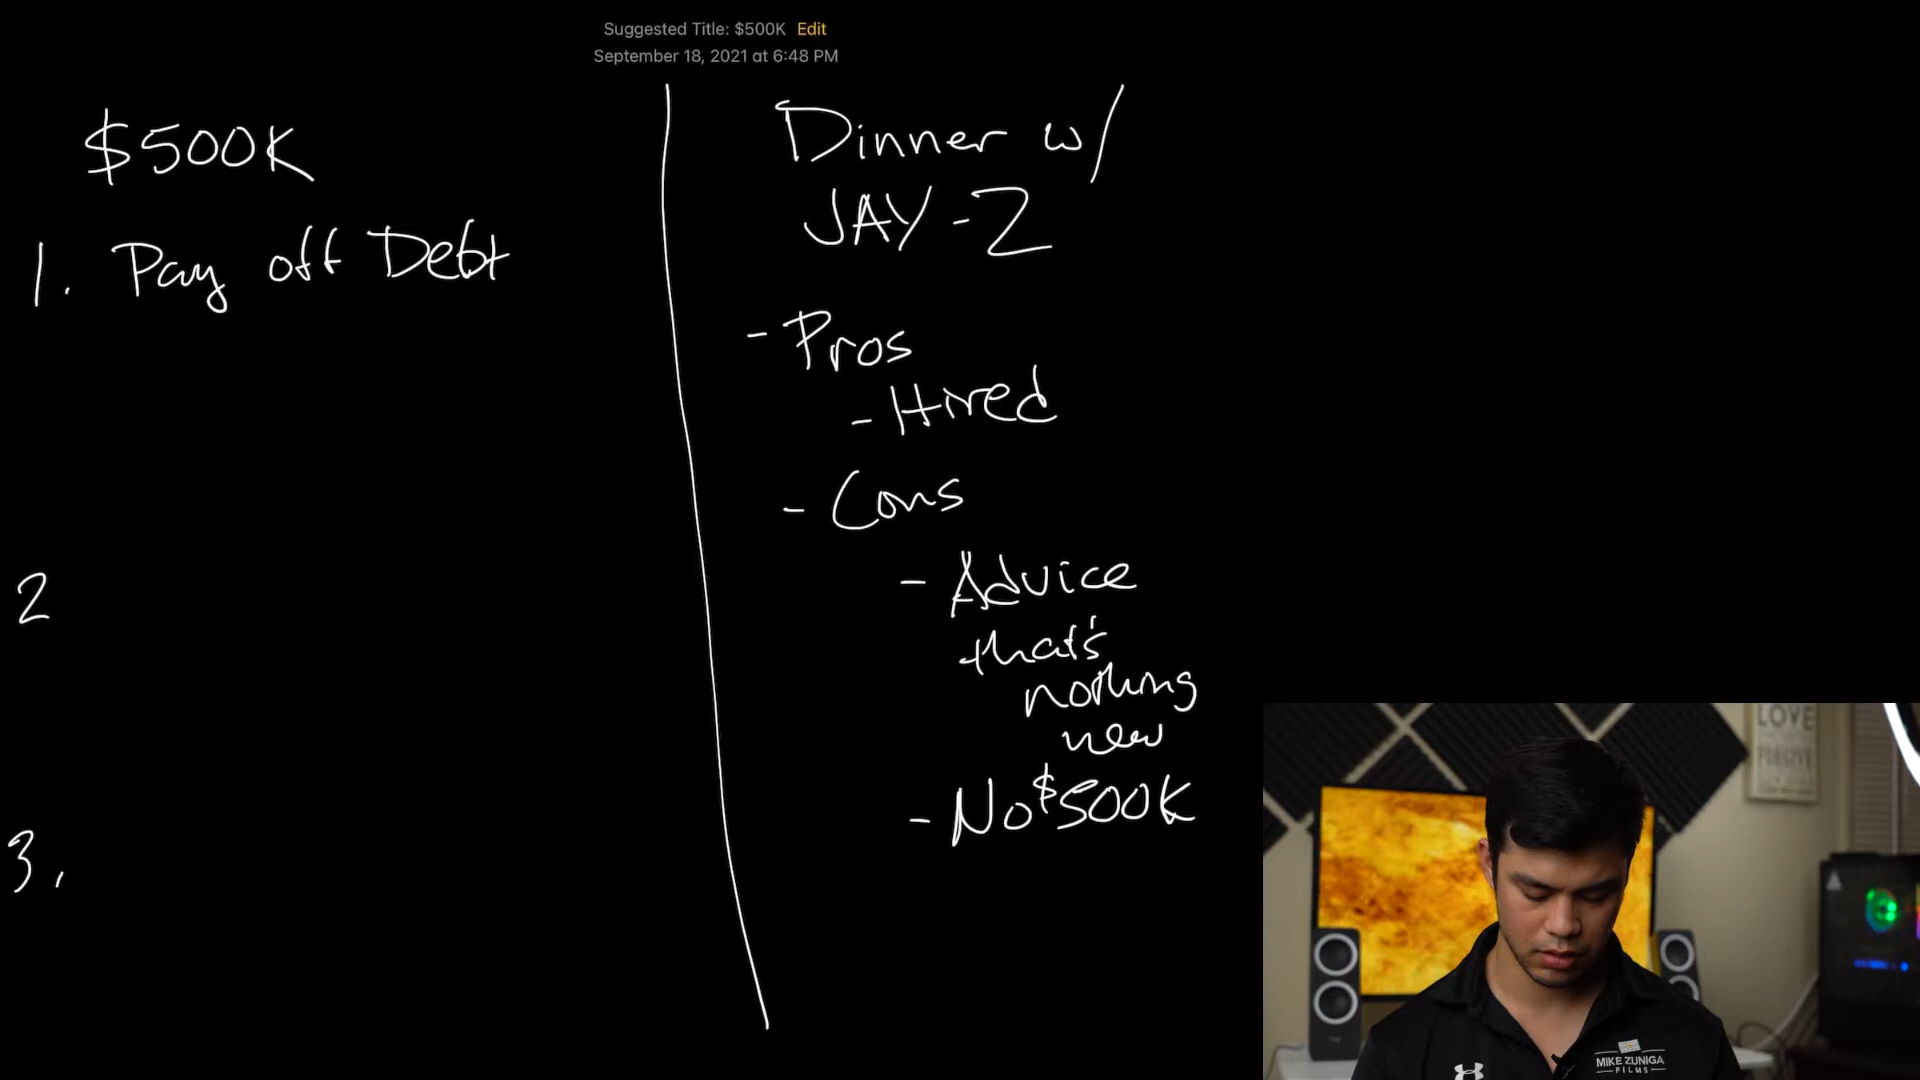 Suggested Title: $500K Edit
September 18, 2021 at 6:48 PM
$500K
1. Pay off Debt
2
3.
Dinner w/
JAY-Z
- Pros
- Hired
- Cons
- Advice
that's
nothing
new
- No $500K
LOVE
FORGIVE
MIKE ZUNIGA
FILMS